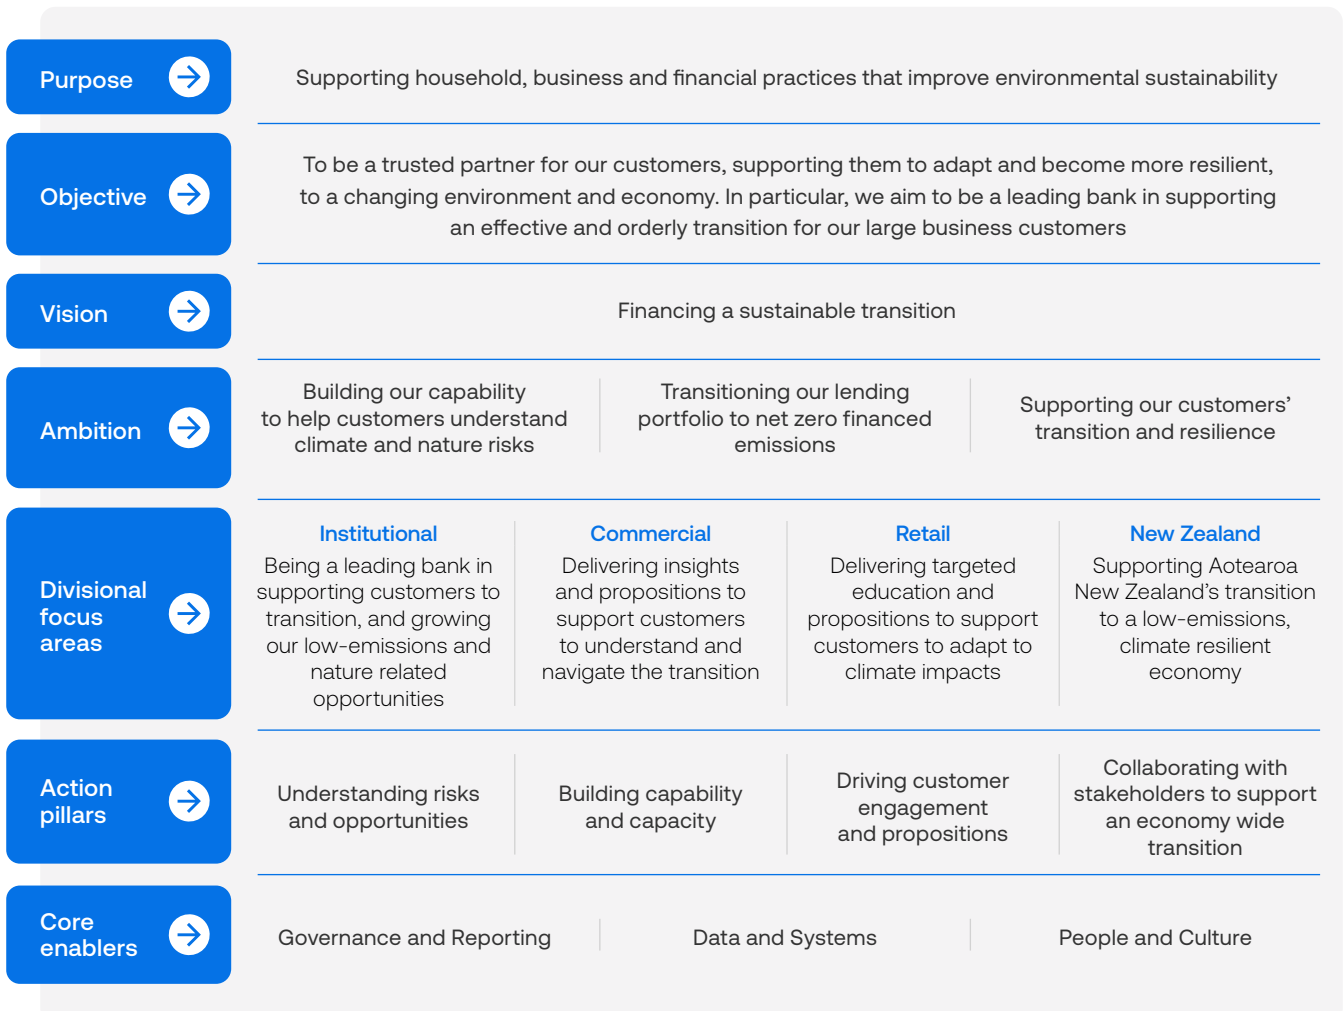 Purpose
Supporting household, business and financial practices that improve environmental sustainability
Objective
To be a trusted partner for our customers, supporting them to adapt and become more resilient,
to a changing environment and economy. In particular, we aim to be a leading bank in supporting
an effective and orderly transition for our large business customers
Vision
Financing a sustainable transition
Ambition
Building our capability
to help customers understand
climate and nature risks
Transitioning our lending
portfolio to net zero financed
emissions
Supporting our customers’
transition and resilience
Divisional
focus
areas
Institutional
Being a leading bank in
supporting customers to
transition, and growing
our low-emissions and
nature related
opportunities
Commercial
Delivering insights
and propositions to
support customers
to understand and
navigate the transition
Retail
Delivering targeted
education and
propositions to support
customers to adapt to
climate impacts
New Zealand
Supporting Aotearoa
New Zealand’s transition
to a low-emissions,
climate resilient
economy
Action
pillars
Understanding risks
and opportunities
Building capability
and capacity
Driving customer
engagement
and propositions
Collaborating with
stakeholders to support
an economy wide
transition
Core
enablers
Governance and Reporting
Data and Systems
People and Culture